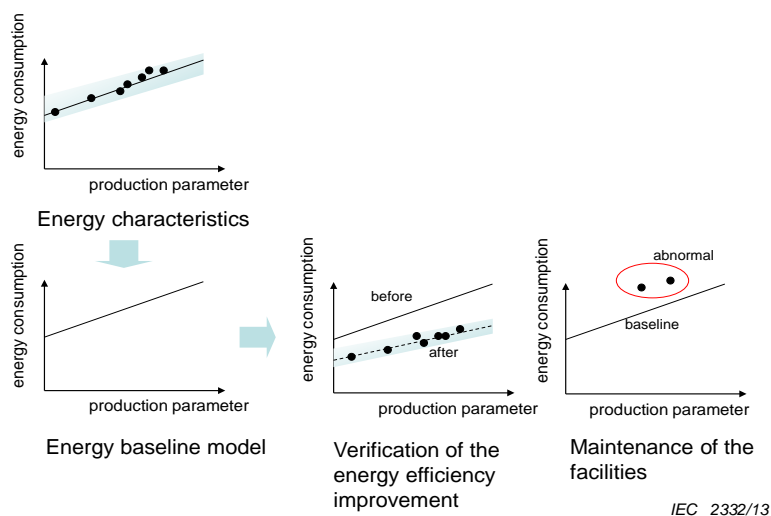 energy consumption
production parameter
Energy characteristics
energy consumption
production parameter
Energy baseline model
energy consumption
before
after
production parameter
Verification of the
energy efficiency
improvement
energy consumption
abnormal
baseline
production parameter
Maintenance of the
facilities
IEC 2332/13